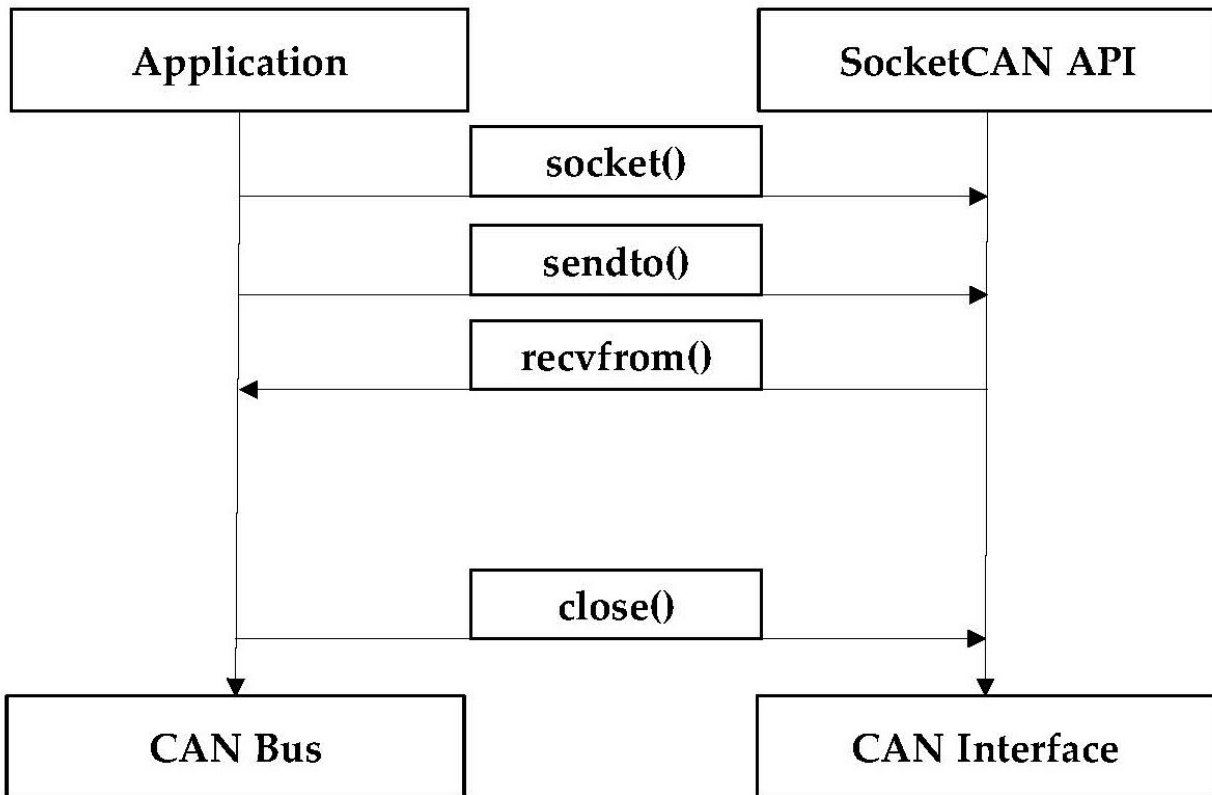 Application
SocketCAN API
socket()
sendto()
recvfrom()
close()
CAN Bus
CAN Interface